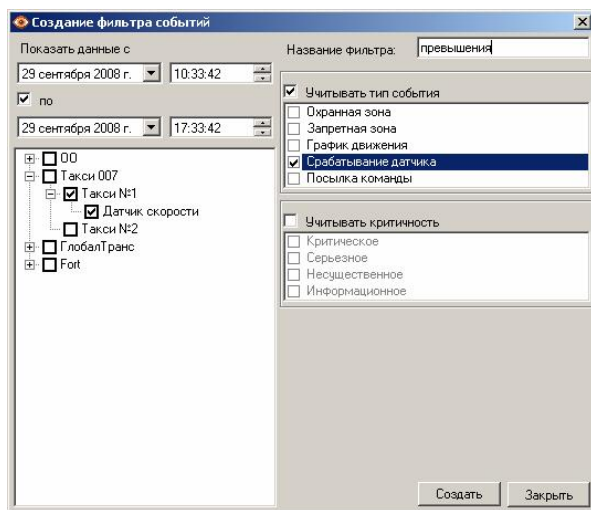 Создание фильтра событий
Показать данные с
29 сентября 2008 г.
10:33:42
по
29 сентября 2008 г.
17:33:42
ОО
Такси 007
Такси №1
Датчик скорости
Такси №2
ГлобалТранс
Fort
Название фильтра:
превышения
Учитывать тип события
Охранная зона
Запретная зона
График движения
Срабатывание датчика
Посылка команды
Учитывать критичность
Критическое
Серьезное
Несущественное
Информационное
Создать
Закрыть